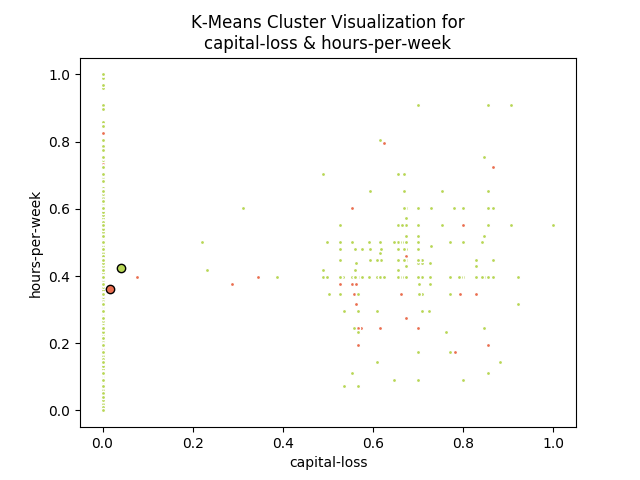 K-Means Cluster Visualization for
capital-loss & hours-per-week
1.0
0.8
0.6
0.4
0.2
0.0
hours-per-week
0.0 0.2 0.4 0.6 0.8 1.0
capital-loss